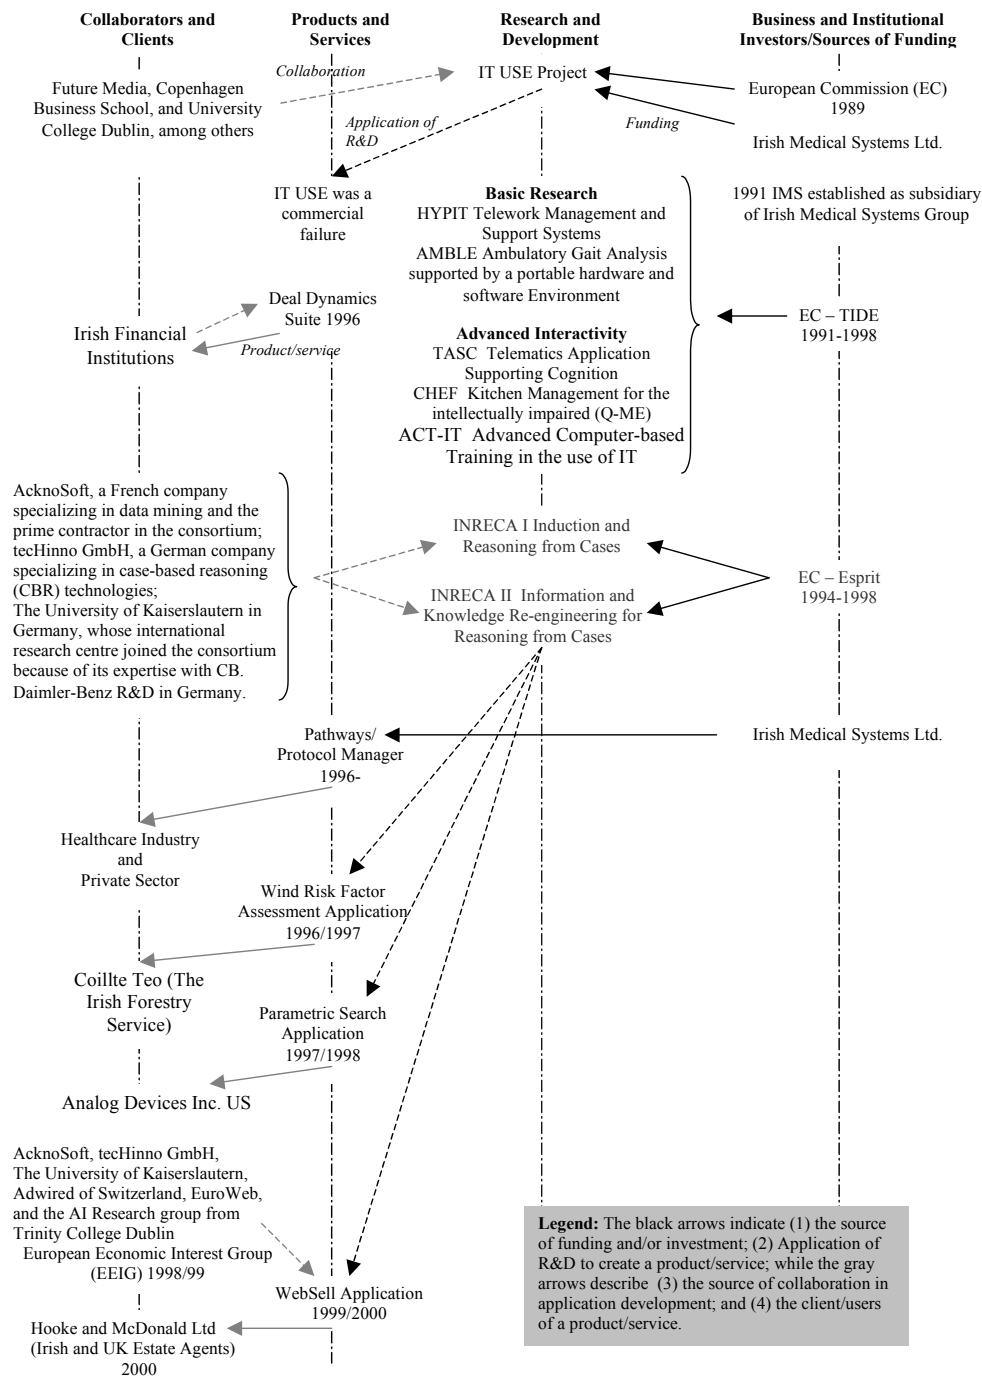 Collaborators and
Clients
Products and
Services
Research and
Development
Business and Institutional
Investors/Sources of Funding
Future Media, Copenhagen
Business School, and University
College Dublin, among others
Collaboration
IT USE Project
European Commission (EC)
1989
Application of
R&D
Funding
Irish Medical Systems Ltd.
IT USE was a
commercial
failure
Basic Research
HYPIT Telework Management and
Support Systems
AMBLE Ambulatory Gait Analysis
supported by a portable hardware and
software Environment
1991 IMS established as subsidiary
of Irish Medical Systems Group
Deal Dynamics
Suite 1996
Irish Financial
Institutions
Product/service
EC – TIDE
1991-1998
Advanced Interactivity
TASC Telematics Application
Supporting Cognition
CHEF Kitchen Management for the
intellectually impaired (Q-ME)
ACT-IT Advanced Computer-based
Training in the use of IT
AcknoSoft, a French company
specializing in data mining and the
prime contractor in the consortium;
tecHinno GmbH, a German company
specializing in case-based reasoning
(CBR) technologies;
The University of Kaiserslautern in
Germany, whose international
research centre joined the consortium
because of its expertise with CB.
Daimler-Benz R&D in Germany.
INRECA I Induction and
Reasoning from Cases
INRECA II Information and
Knowledge Re-engineering for
Reasoning from Cases
EC – Esprit
1994-1998
Pathways/
Protocol Manager
1996-
Irish Medical Systems Ltd.
Healthcare Industry
and
Private Sector
Wind Risk Factor
Assessment Application
1996/1997
Coillte Teo (The
Irish Forestry
Service)
Parametric Search
Application
1997/1998
Analog Devices Inc. US
AcknoSoft, tecHinno GmbH,
The University of Kaiserslautern,
Adwired of Switzerland, EuroWeb,
and the AI Research group from
Trinity College Dublin
European Economic Interest Group
(EEIG) 1998/99
WebSell Application
1999/2000
Hooke and McDonald Ltd
(Irish and UK Estate Agents)
2000
Legend: The black arrows indicate (1) the source
of funding and/or investment; (2) Application of
R&D to create a product/service; while the gray
arrows describe (3) the source of collaboration in
application development; and (4) the client/users
of a product/service.